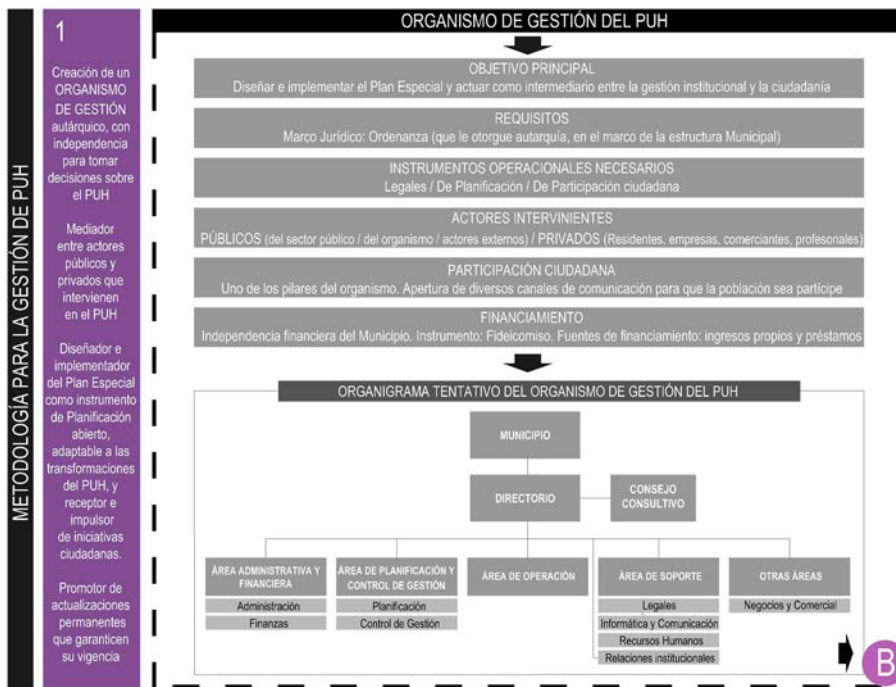 METODOLOGÍA PARA LA GESTIÓN DE PUH
1
Creación de un
ORGANISMO
DE GESTIÓN
autárquico, con
independencia
para tomar
decisiones sobre
el PUH
Mediador
entre actores
públicos y
privados que
intervienen
en el PUH
Diseñador e
implementador
del Plan Especial
como instrumento
de Planificación
abierto,
adaptable a las
transformaciones
del PUH, y
receptor e
impulsor
de iniciativas
ciudadanas.
Promotor de
actualizaciones
permanentes
que garanticen
su vigencia
ORGANISMO DE GESTIÓN DEL PUH
OBJETIVO PRINCIPAL
Diseñar e implementar el Plan Especial y actuar como intermediario entre la gestión institucional y la ciudadanía
REQUISITOS
Marco Jurídico: Ordenanza (que le otorgue autarquía, en el marco de la estructura Municipal)
INSTRUMENTOS OPERACIONALES NECESARIOS
Legales / De Planificación / De Participación ciudadana
ACTORES INTERVINIENTES
PÚBLICOS (del sector público / del organismo / actores externos) / PRIVADOS (Residentes, empresas, comerciantes, profesionales)
PARTICIPACIÓN CIUDADANA
Uno de los pilares del organismo. Apertura de diversos canales de comunicación para que la población sea partícipe
FINANCIAMIENTO
Independencia financiera del Municipio. Instrumento: Fideicomiso. Fuentes de financiamiento: ingresos propios y préstamos
ORGANIGRAMA TENTATIVO DEL ORGANISMO DE GESTIÓN DEL PUH
MUNICIPIO
DIRECTORIO
CONSEJO
CONSULTIVO
ÁREA ADMINISTRATIVA Y
FINANCIERA
Administración
Finanzas
ÁREA DE PLANIFICACIÓN Y
CONTROL DE GESTIÓN
Planificación
Control de Gestión
ÁREA DE OPERACIÓN
ÁREA DE SOPORTE
Legales
Informática y Comunicación
Recursos Humanos
Relaciones institucionales
OTRAS ÁREAS
Negocios y Comercial
B